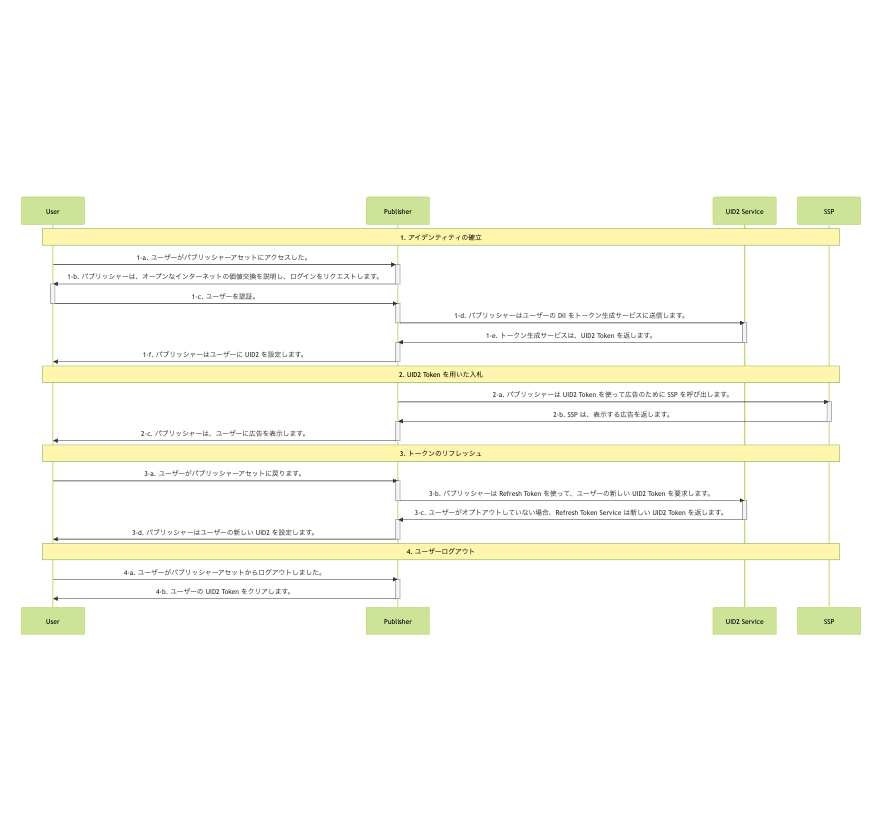 User Publisher UID2 Service SSP
1. アイデンティティの確立
1-a. ユーザーがパブリッシャーアセットにアクセスした。
1-b. パブリッシャーは、オープンなインターネットの価値交換を説明し、ログインをリクエストします。
1-c. ユーザーを認証。
1-d. パブリッシャーはユーザーの DII をトークン生成サービスに送信します。
1-e. トークン生成サービスは、UID2 Token を返します。
1-f. パブリッシャーはユーザーに UID2 を設定します。
2. UID2 Token を用いた入札
2-a. パブリッシャーは UID2 Token を使って広告のために SSP を呼び出します。
2-b. SSP は、表示する広告を返します。
2-c. パブリッシャーは、ユーザーに広告を表示します。
3. トークンのリフレッシュ
3-a. ユーザーがパブリッシャーアセットに戻ります。
3-b. パブリッシャーは Refresh Token を使って、ユーザーの新しい UID2 Token を要求します。
3-c. ユーザーがオプトアウトしていない場合、Refresh Token Service は新しい UID2 Token を返します。
3-d. パブリッシャーはユーザーの新しい UID2 を設定します。
4. ユーザーログアウト
4-a. ユーザーがパブリッシャーアセットからログアウトしました。
4-b. ユーザーの UID2 Token をクリアします。
User Publisher UID2 Service SSP